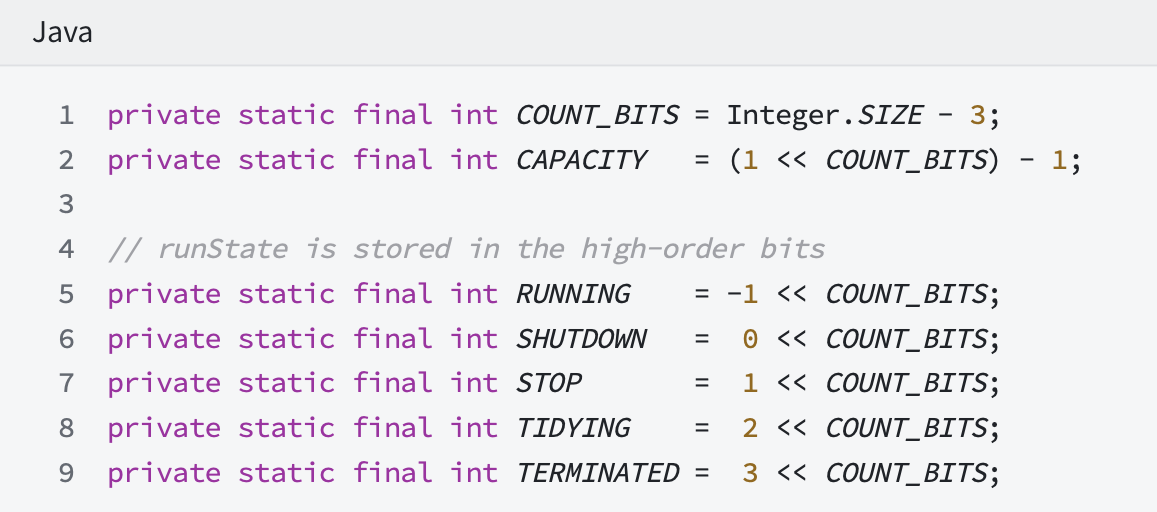 Java
1 private static final int COUNT_BITS = Integer.SIZE - 3;
2 private static final int CAPACITY   = (1 << COUNT_BITS) - 1;
3
4 // runState is stored in the high-order bits
5 private static final int RUNNING    = -1 << COUNT_BITS;
6 private static final int SHUTDOWN   =  0 << COUNT_BITS;
7 private static final int STOP       =  1 << COUNT_BITS;
8 private static final int TIDYING    =  2 << COUNT_BITS;
9 private static final int TERMINATED =  3 << COUNT_BITS;